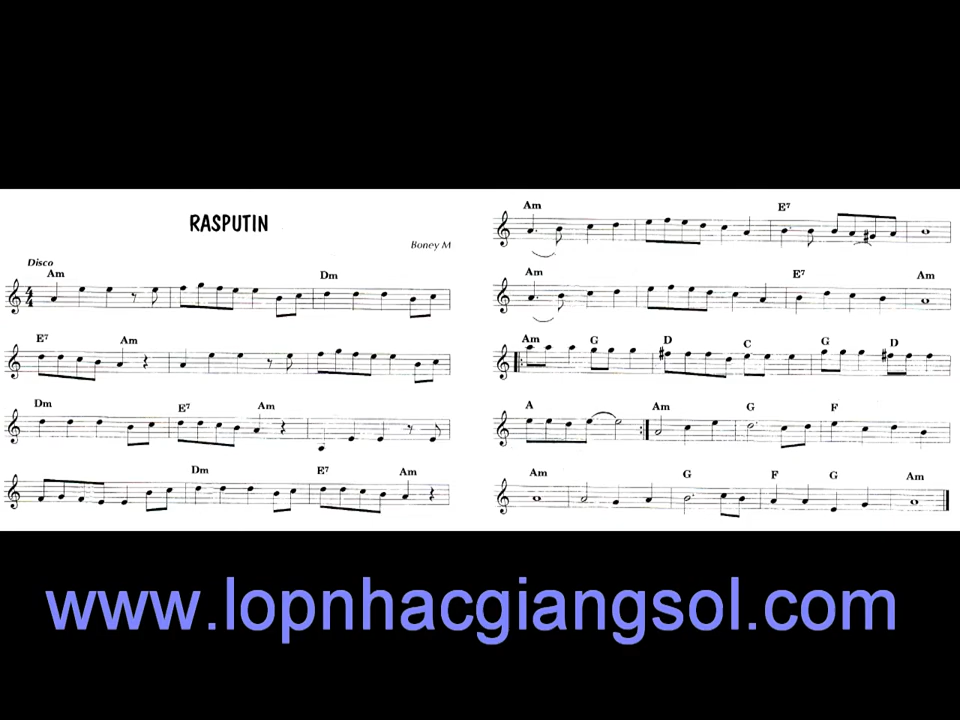 RASPUTIN
Boney M
Disco
Am Dm
E7 Am
Dm E7 Am
Dm E7 Am
Am E7
Am E7 Am
Am G D C G D
A Am G F
Am G F G Am
www.lopnhacgiangsol.com